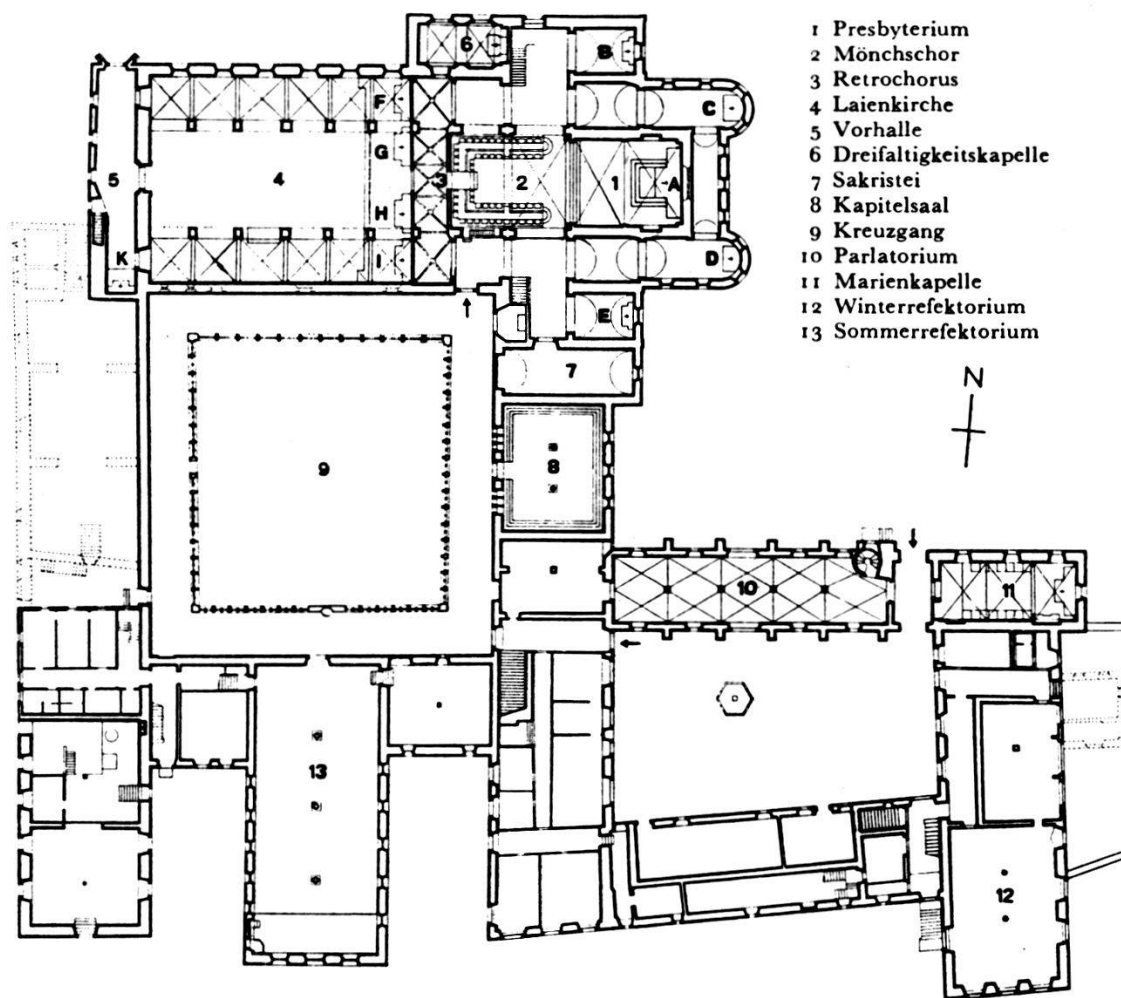 1 Presbyterium
2 Mönchschor
3 Retrochorus
4 Laienkirche
5 Vorhalle
6 Dreifaltigkeitskapelle
7 Sakristei
8 Kapitelsaal
9 Kreuzgang
10 Parlatorium
11 Marienkapelle
12 Winterrefektorium
13 Sommerrefektorium
N
6
B
F
C
G
5
4
3
2
1
A
H
K
I
D
E
7
9
8
10
11
13
12